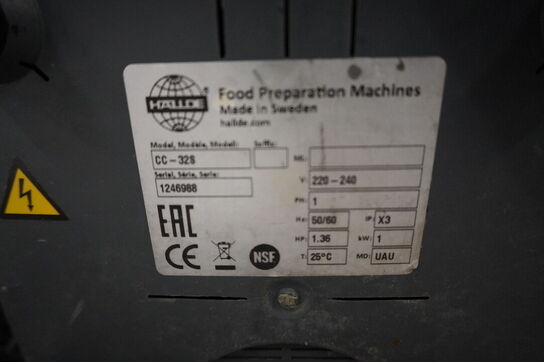 HALLDE
®
Food Preparation Machines
Made in Sweden
hallde.com
Model, Modèle, Modell: Suffix:
CC-32S
Serial, Série, Serie:
1246988
V: 220-240
PH: 1
Hz: 50/60 IP: X3
HP: 1.36 kW: 1
T: 25°C MD: UAU
EAC
CE
NSF